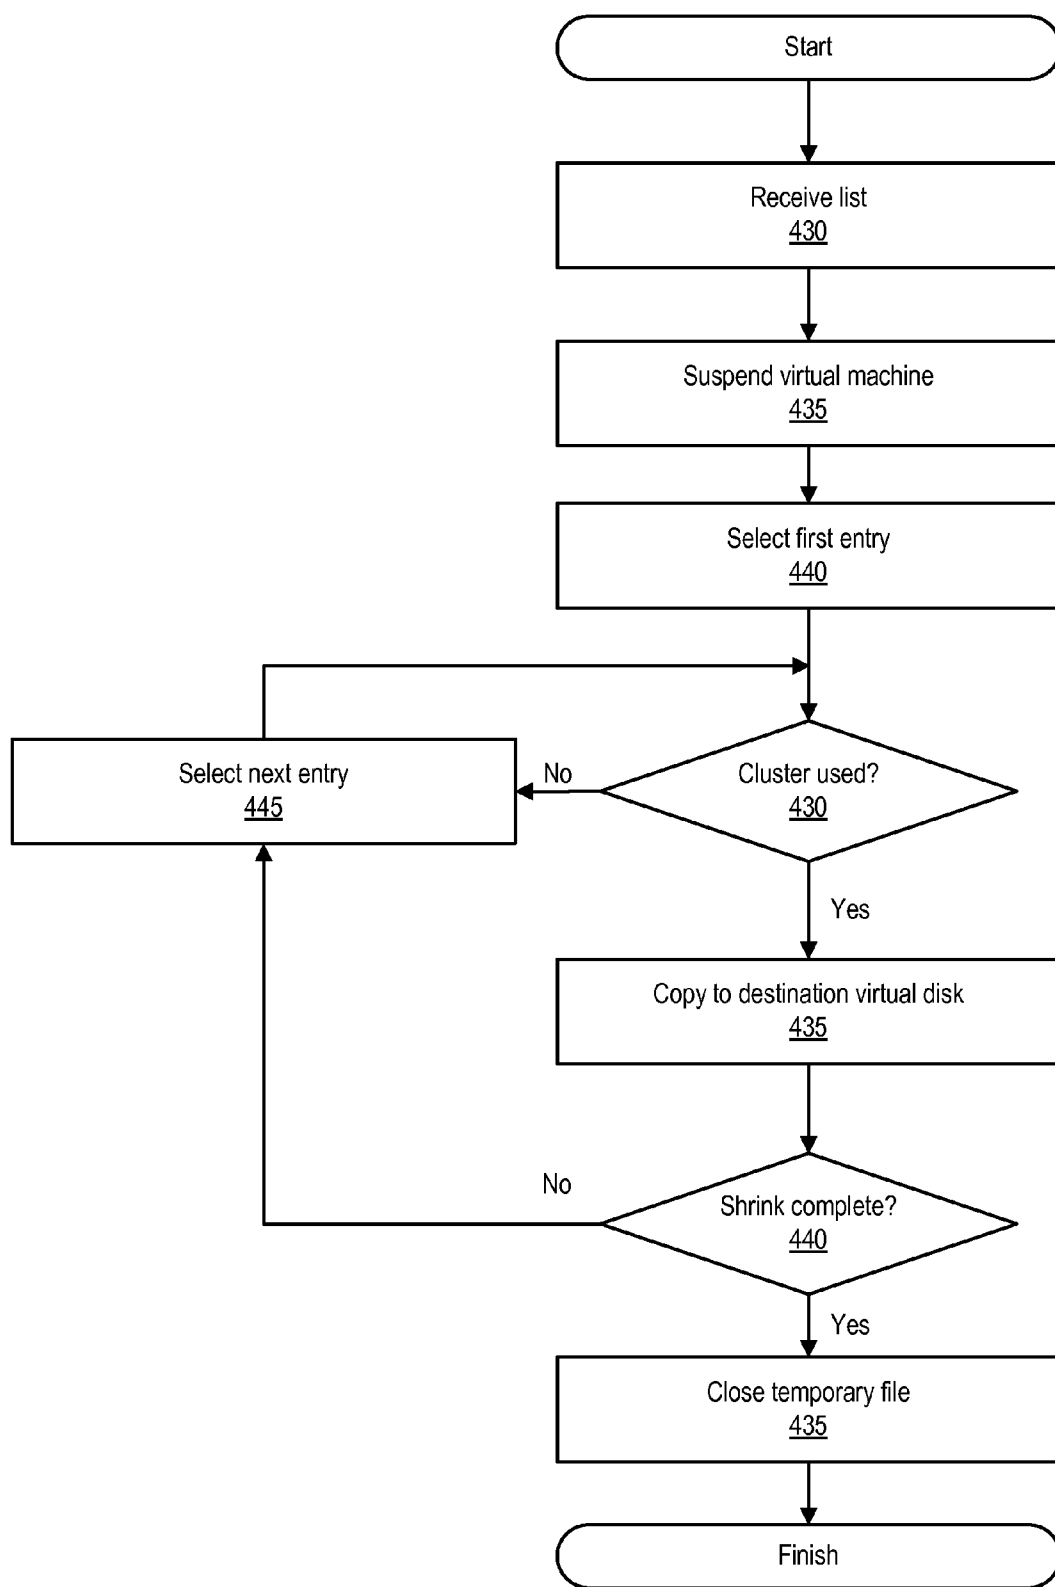 Start
Receive list
430
Suspend virtual machine
435
Select first entry
440
Select next entry
445
No
Cluster used?
430
Yes
Copy to destination virtual disk
435
No
Shrink complete?
440
Yes
Close temporary file
435
Finish